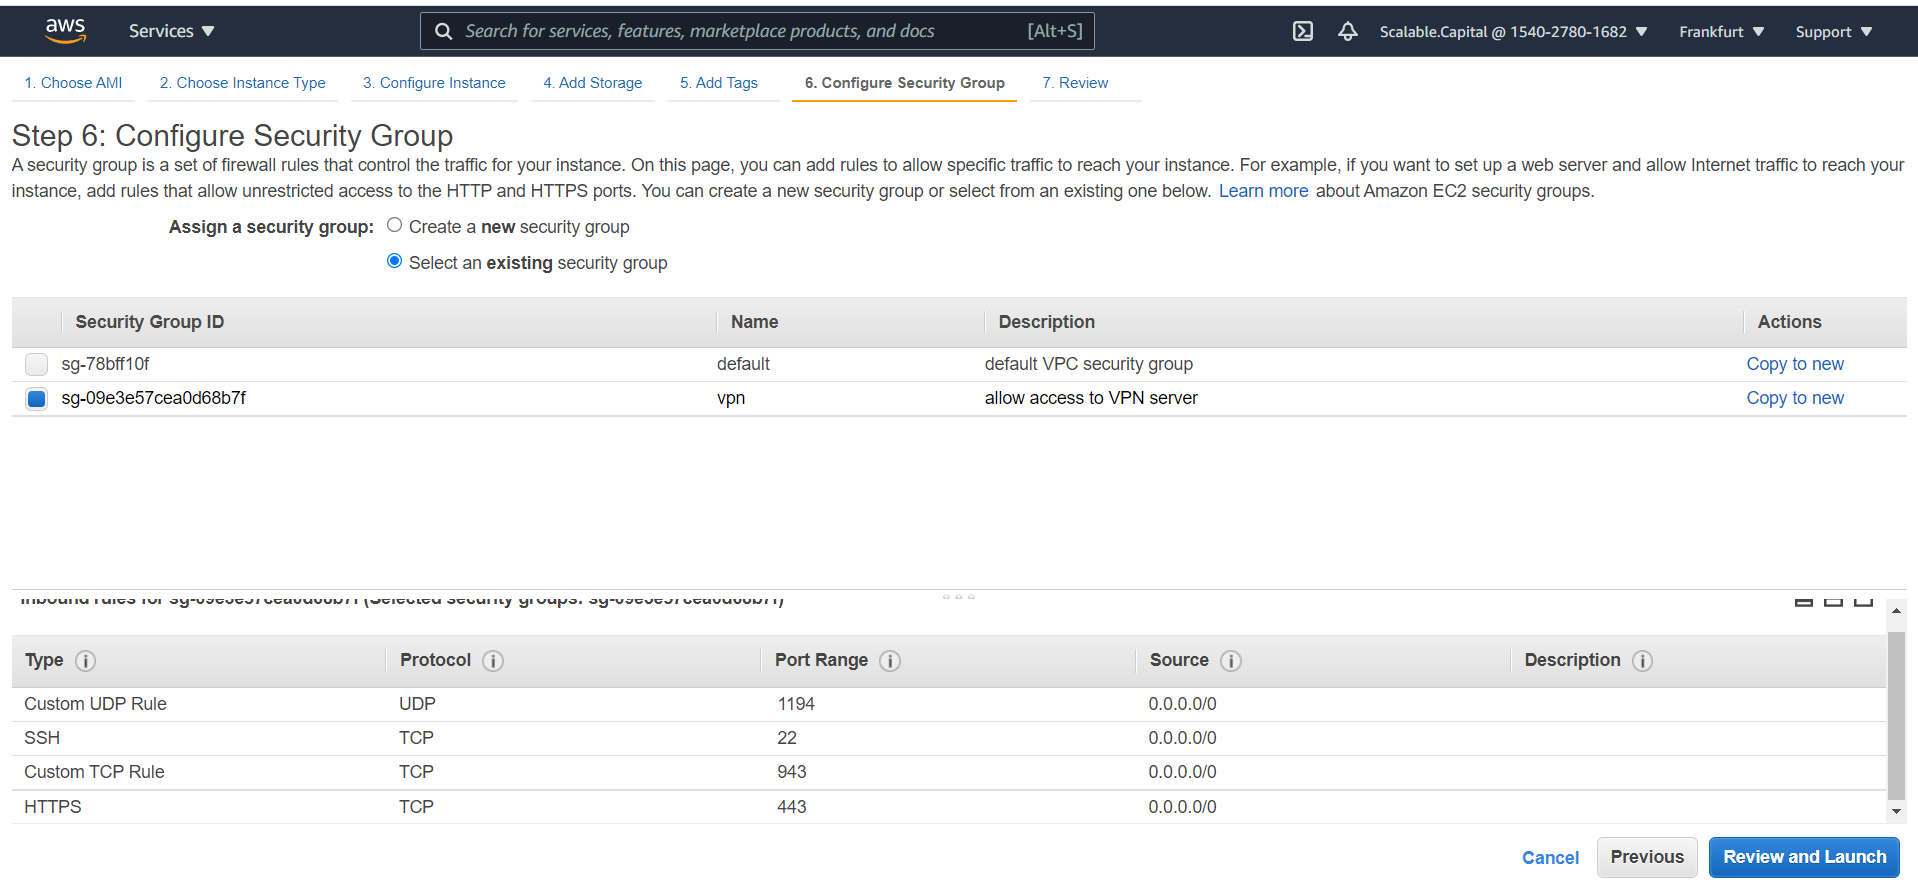 aws Services Search for services, features, marketplace products, and docs [Alt+S] Scalable.Capital @ 1540-2780-1682 Frankfurt Support
1. Choose AMI 2. Choose Instance Type 3. Configure Instance 4. Add Storage 5. Add Tags 6. Configure Security Group 7. Review
Step 6: Configure Security Group
A security group is a set of firewall rules that control the traffic for your instance. On this page, you can add rules to allow specific traffic to reach your instance. For example, if you want to set up a web server and allow Internet traffic to reach your
instance, add rules that allow unrestricted access to the HTTP and HTTPS ports. You can create a new security group or select from an existing one below. Learn more about Amazon EC2 security groups.
Assign a security group: Create a new security group
Select an existing security group
Security Group ID Name Description Actions
sg-78bff10f default default VPC security group Copy to new
sg-09e3e57cea0d68b7f vpn allow access to VPN server Copy to new
Inbound rules for sg-09e3e57cea0d68b7f (Selected security groups: sg-09e3e57cea0d68b7f)
Type Protocol Port Range Source Description
Custom UDP Rule UDP 1194 0.0.0.0/0
SSH TCP 22 0.0.0.0/0
Custom TCP Rule TCP 943 0.0.0.0/0
HTTPS TCP 443 0.0.0.0/0
Cancel Previous Review and Launch